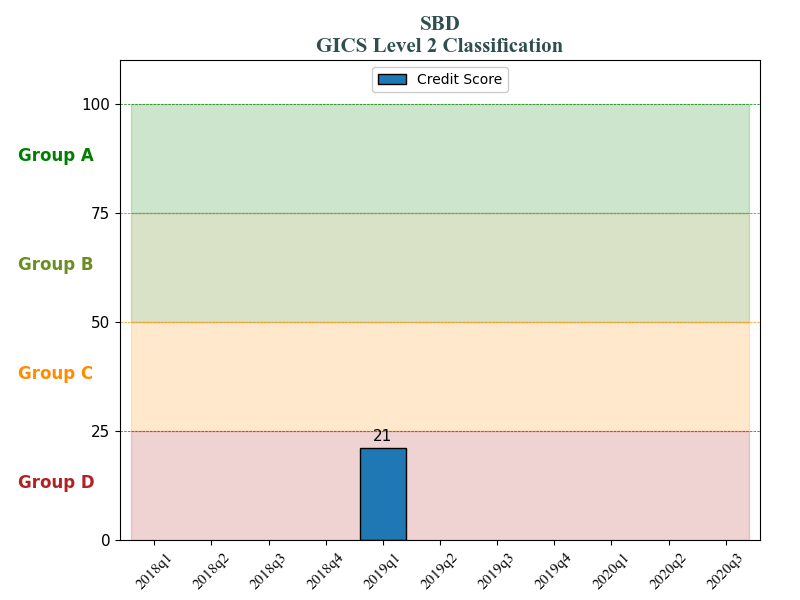 SBD
GICS Level 2 Classification
Credit Score
100
Group A
75
Group B
50
Group C
25
21
Group D
0
2018q1 2018q2 2018q3 2018q4 2019q1 2019q2 2019q3 2019q4 2020q1 2020q2 2020q3